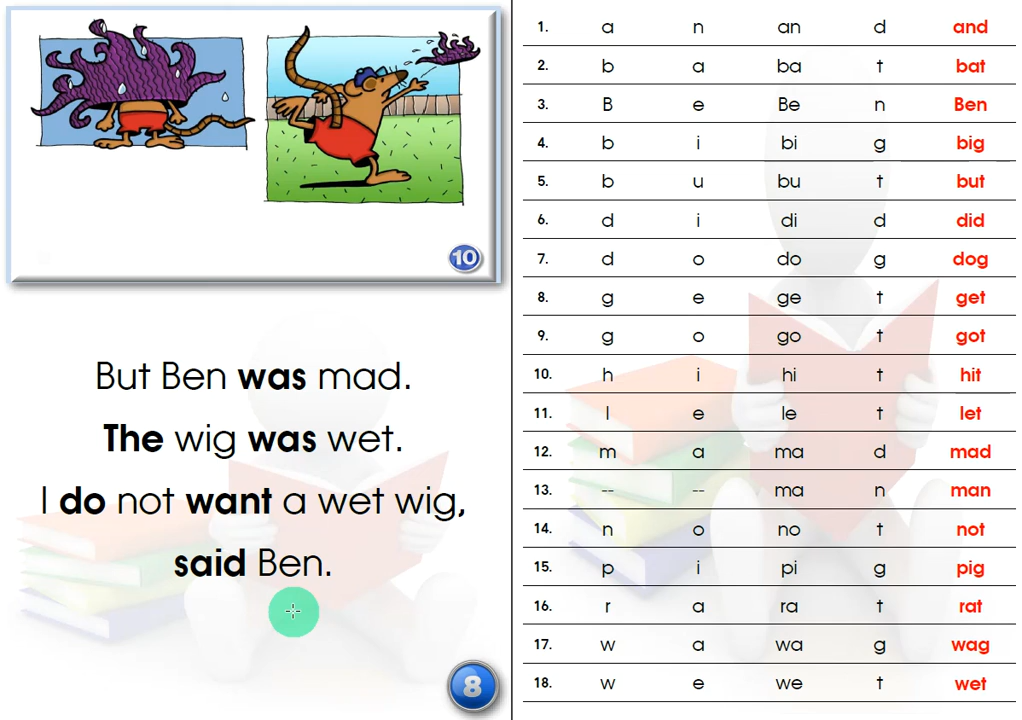 10
But Ben was mad.
The wig was wet.
I do not want a wet wig,
said Ben.
8
1. a n an d and
2. b a ba t bat
3. B e Be n Ben
4. b i bi g big
5. b u bu t but
6. d i di d did
7. d o do g dog
8. g e ge t get
9. g o go t got
10. h i hi t hit
11. l e le t let
12. m a ma d mad
13. -- -- ma n man
14. n o no t not
15. p i pi g pig
16. r a ra t rat
17. w a wa g wag
18. w e we t wet